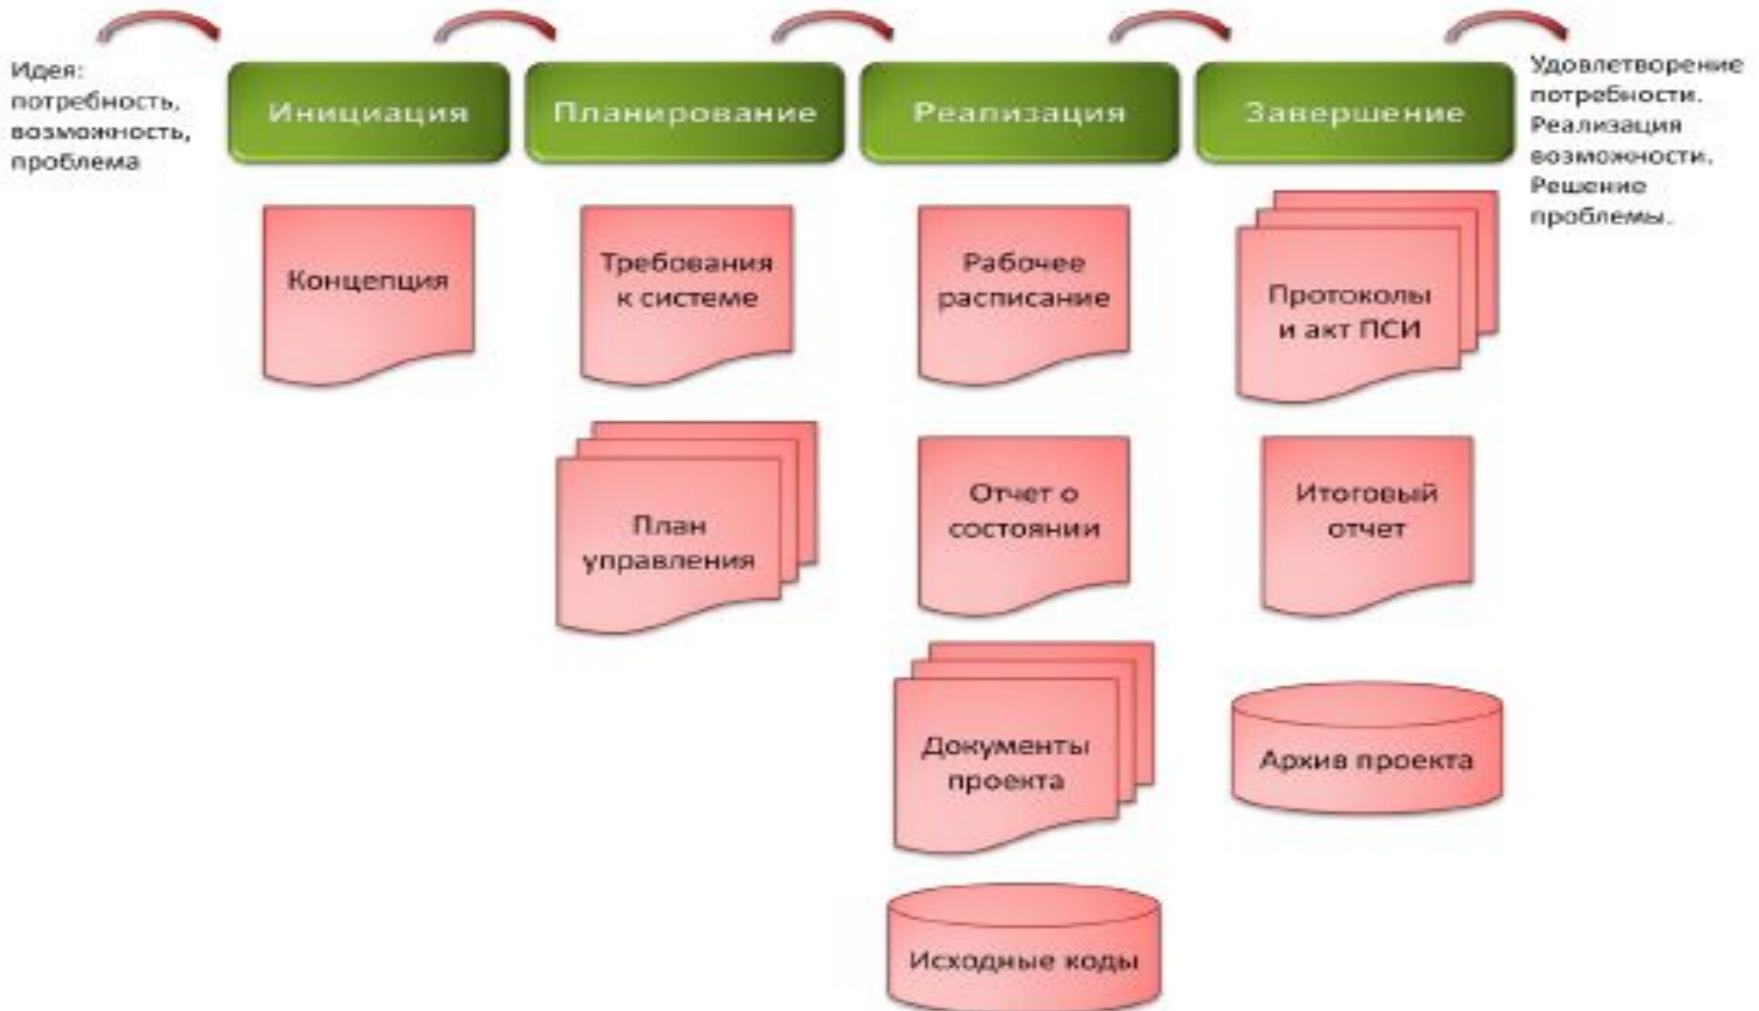 Идея:
потребность,
возможность,
проблема
Инициация
Планирование
Реализация
Завершение
Удовлетворение
потребности.
Реализация
возможности.
Решение
проблемы.
Концепция
Требования
к системе
Рабочее
расписание
Протоколы
и акт ПСИ
План
управления
Отчет о
состоянии
Итоговый
отчет
Документы
проекта
Архив проекта
Исходные коды